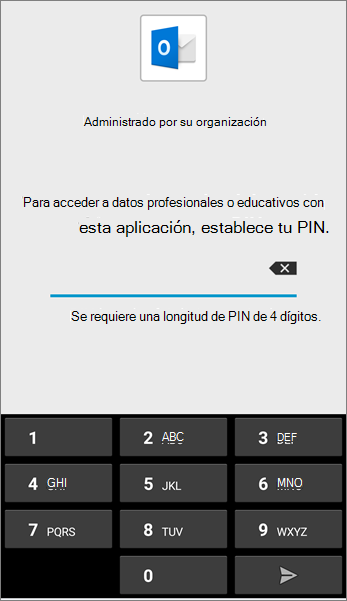 O
Administrado por su organización
Para acceder a datos profesionales o educativos con
esta aplicación, establece tu PIN.
Se requiere una longitud de PIN de 4 dígitos.
1 2 ABC 3 DEF
4 GHI 5 JKL 6 MNO
7 PQRS 8 TUV 9 WXYZ
0